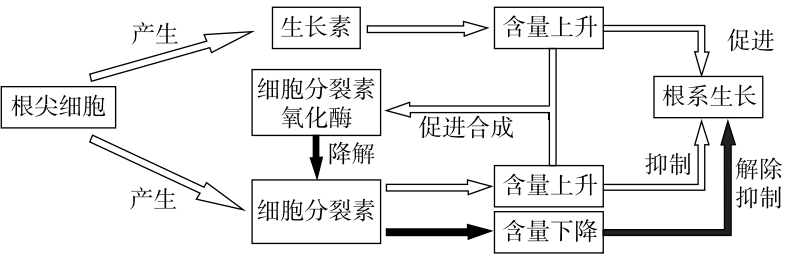 产生
生长素
含量上升
促进
根尖细胞
细胞分裂素
氧化酶
根系生长
促进合成
降解
产生
细胞分裂素
含量上升
抑制
解除
抑制
含量下降